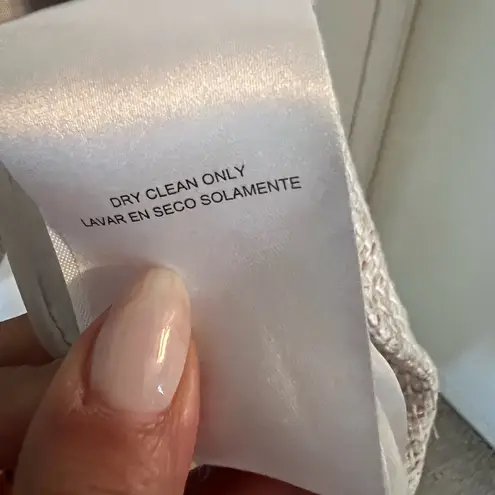 DRY CLEAN ONLY
LAVAR EN SECO SOLAMENTE